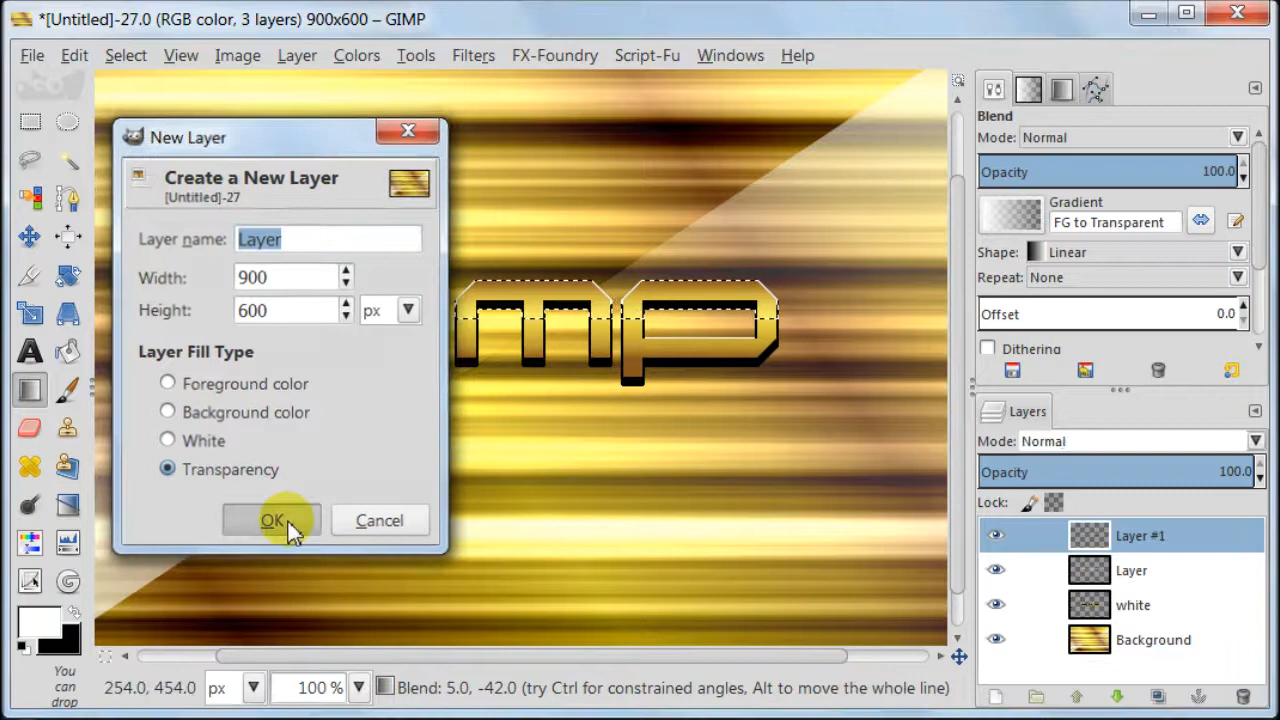 *[Untitled]-27.0 (RGB color, 3 layers) 900x600 – GIMP
File Edit Select View Image Layer Colors Tools Filters FX-Foundry Script-Fu Windows Help
New Layer
Create a New Layer
[Untitled]-27
Layer name: Layer
Width: 900
Height: 600 px
Layer Fill Type
Foreground color
Background color
White
Transparency
OK Cancel
mp
Blend
Mode: Normal
Opacity 100.0
Gradient
FG to Transparent
Shape: Linear
Repeat: None
Offset 0.0
Dithering
Layers
Mode: Normal
Opacity 100.0
Lock:
Layer #1
Layer
white
Background
You
can
drop
254.0, 454.0 px 100 % Blend: 5.0, -42.0 (try Ctrl for constrained angles, Alt to move the whole line)